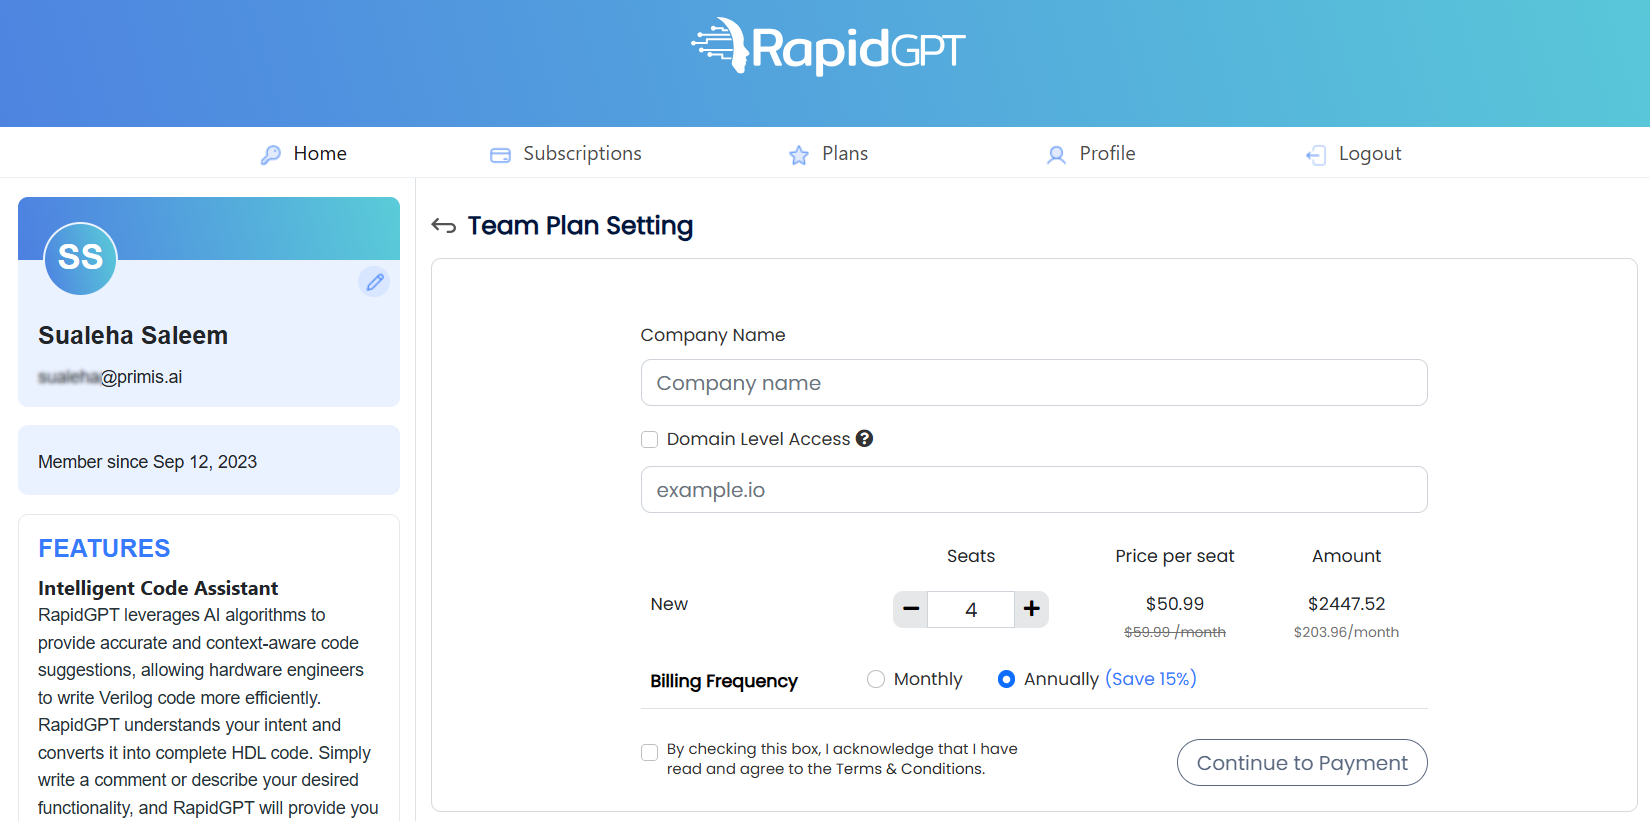 RapidGPT
Home
Subscriptions
Plans
Profile
Logout
SS
Sualeha Saleem
sualeha@primis.ai
Member since Sep 12, 2023
FEATURES
Intelligent Code Assistant
RapidGPT leverages AI algorithms to
provide accurate and context-aware code
suggestions, allowing hardware engineers
to write Verilog code more efficiently.
RapidGPT understands your intent and
converts it into complete HDL code. Simply
write a comment or describe your desired
functionality, and RapidGPT will provide you
Team Plan Setting
Company Name
Company name
Domain Level Access ?
example.io
Seats Price per seat Amount
New 4 $50.99 $2447.52
$59.99 /month $203.96/month
Billing Frequency Monthly Annually (Save 15%)
By checking this box, I acknowledge that I have
read and agree to the Terms & Conditions.
Continue to Payment